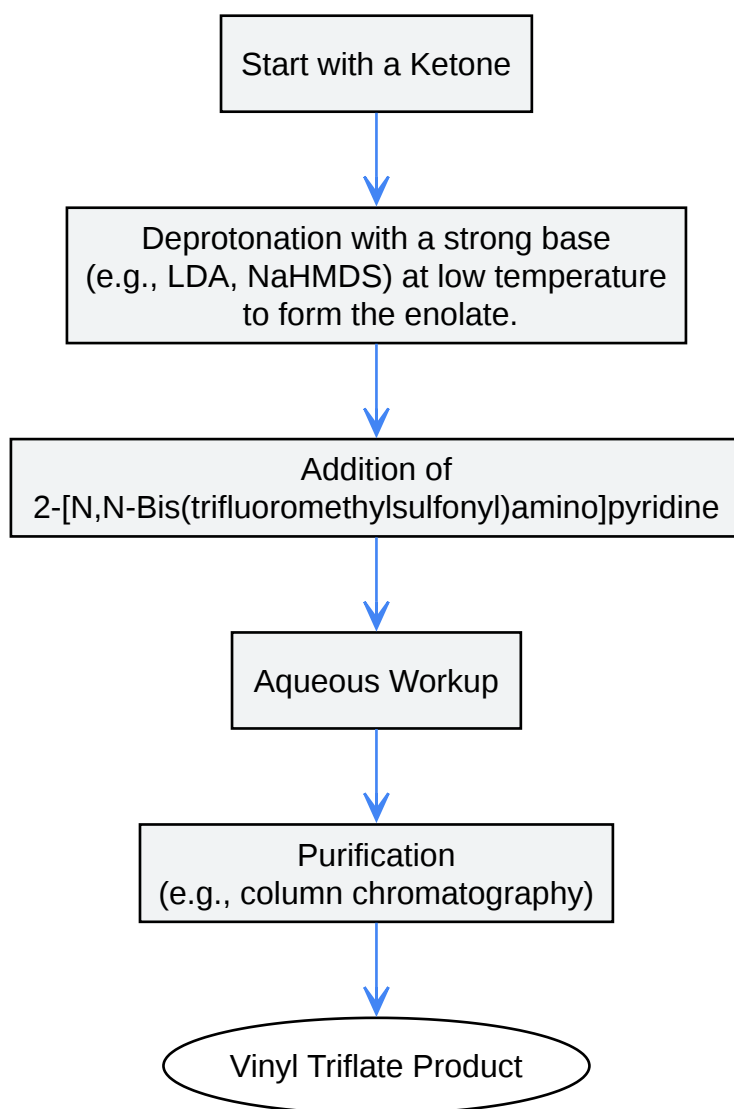 Start with a Ketone
Deprotonation with a strong base
(e.g., LDA, NaHMDS) at low temperature
to form the enolate.
Addition of
2-[N,N-Bis(trifluoromethylsulfonyl)amino]pyridine
Aqueous Workup
Purification
(e.g., column chromatography)
Vinyl Triflate Product